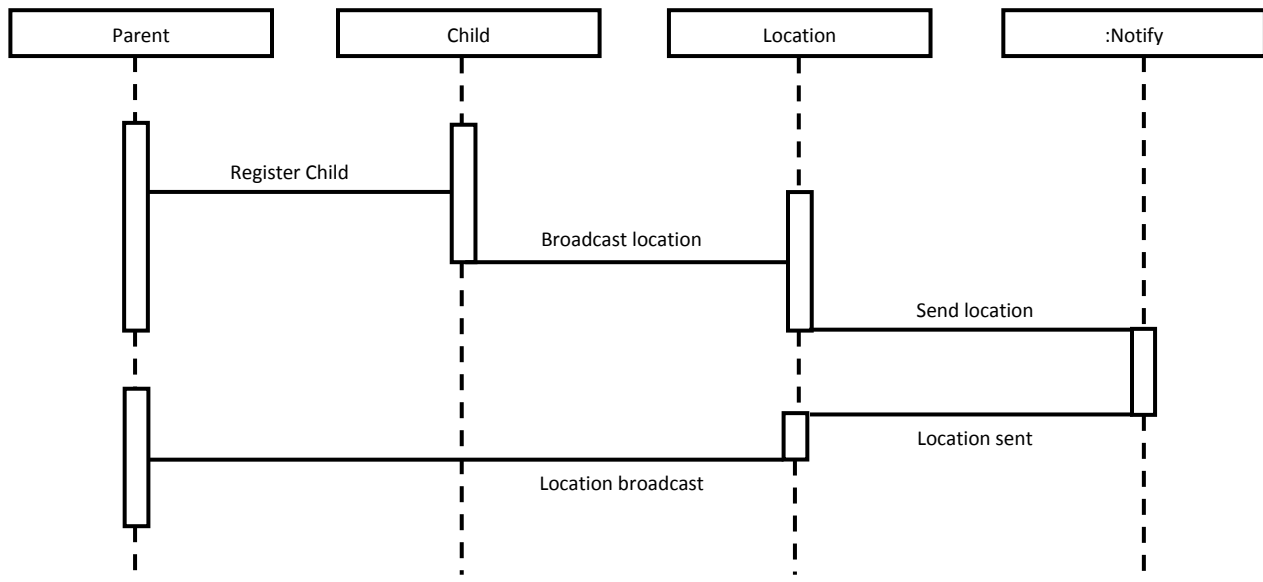 Parent
Child
Location
:Notify
Register Child
Broadcast location
Send location
Location sent
Location broadcast